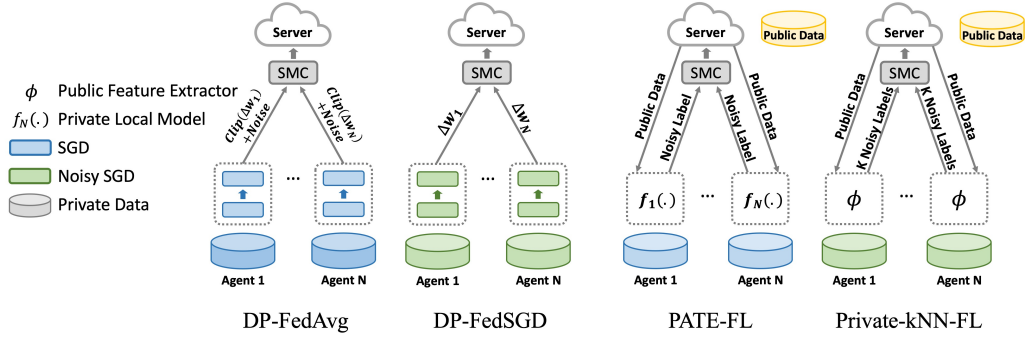 ϕ Public Feature Extractor
f_N(.) Private Local Model
SGD
Noisy SGD
Private Data
Server
SMC
Clip(Δw₁)
+Noise
Clip(Δw_N)
+Noise
...
Agent 1 Agent N
DP-FedAvg
Server
SMC
Δw₁
Δw_N
...
Agent 1 Agent N
DP-FedSGD
Server
Public Data
SMC
Public Data
Noisy Label
Noisy Label
Public Data
f₁(.) ... f_N(.)
Agent 1 Agent N
PATE-FL
Server
Public Data
SMC
Public Data
K Noisy Labels
K Noisy Labels
Public Data
ϕ ... ϕ
Agent 1 Agent N
Private-kNN-FL